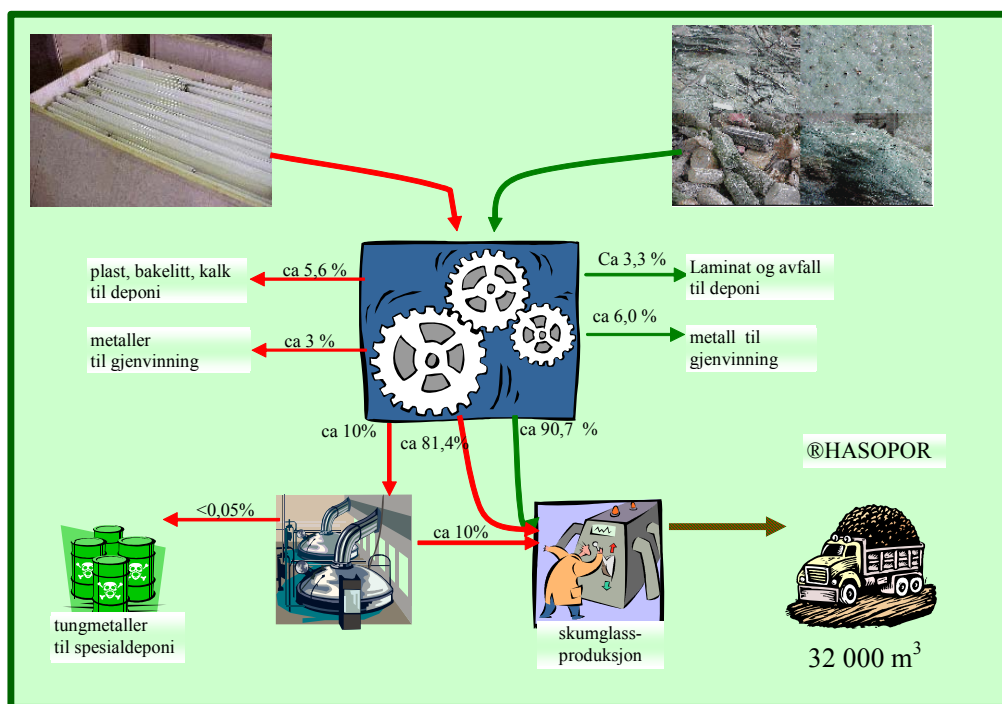 plast, bakelitt, kalk
til deponi
ca 5,6 %
Ca 3,3 %
Laminat og avfall
til deponi
metaller
til gjenvinning
ca 3 %
ca 6,0 %
metall til
gjenvinning
ca 10%
ca 81,4%
ca 90,7 %
®HASOPOR
<0,05%
ca 10%
tungmetaller
til spesialdeponi
skumglass-
produksjon
32 000 m³